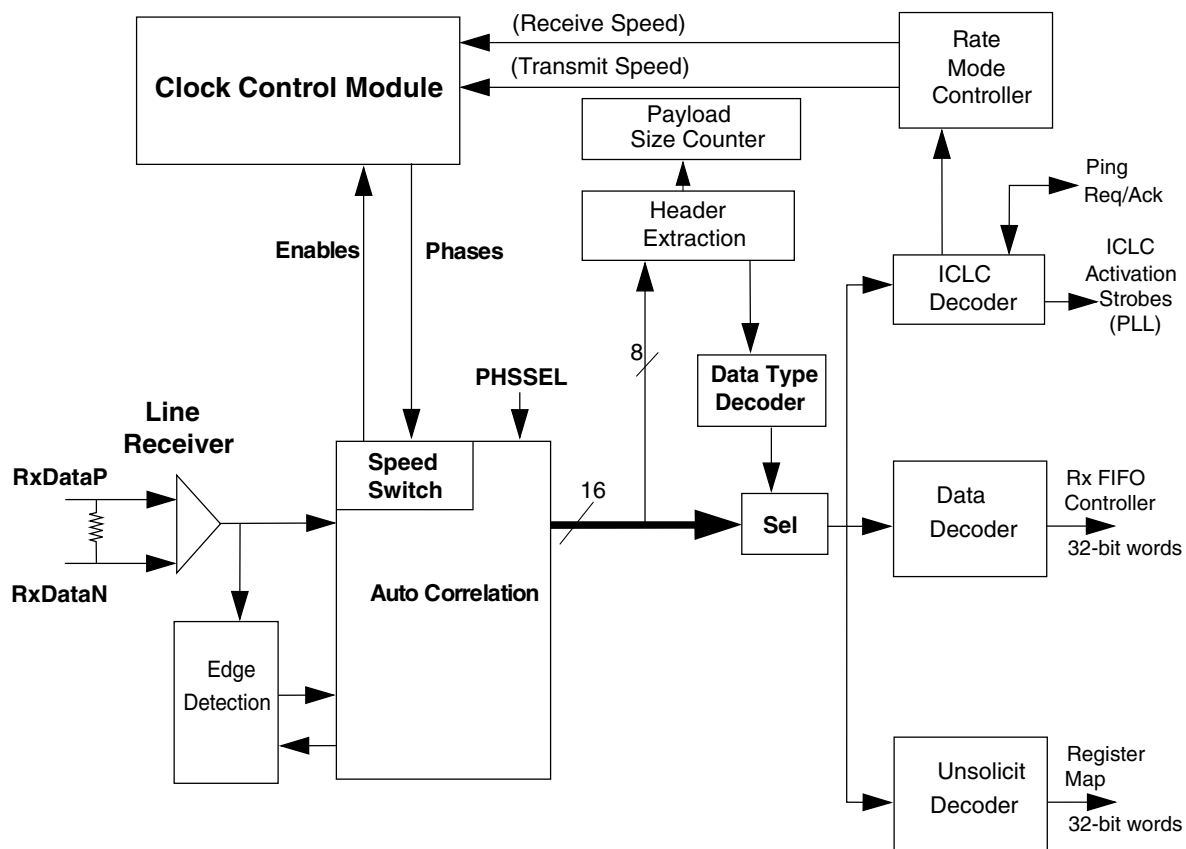 (Receive Speed)
(Transmit Speed)
Clock Control Module
Rate
Mode
Controller
Payload
Size Counter
Header
Extraction
Ping
Req/Ack
Enables
Phases
ICLC
Decoder
ICLC
Activation
Strobes
(PLL)
8
PHSSEL
Data Type
Decoder
Line
Receiver
RxDataP
RxDataN
Speed
Switch
16
Sel
Data
Decoder
Rx FIFO
Controller
32-bit words
Auto Correlation
Edge
Detection
Unsolicit
Decoder
Register
Map
32-bit words